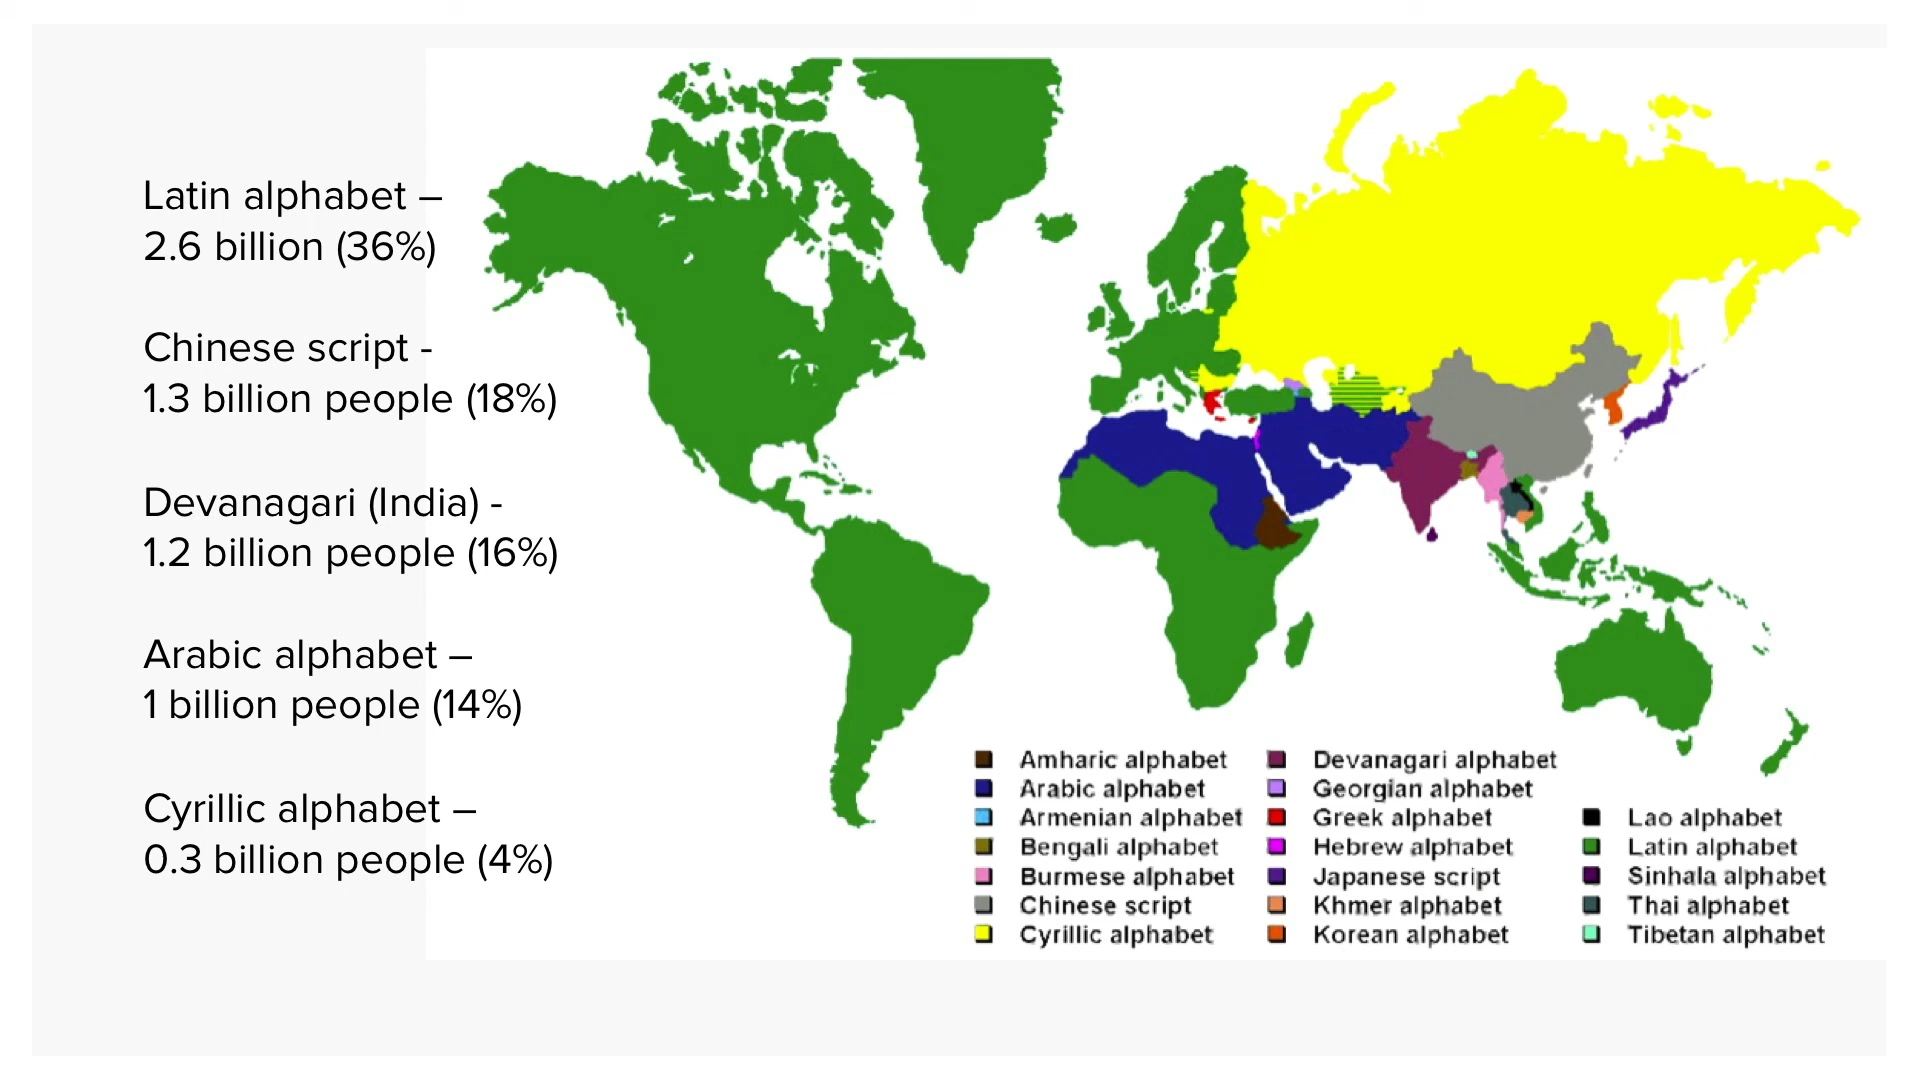 Latin alphabet –
2.6 billion (36%)
Chinese script -
1.3 billion people (18%)
Devanagari (India) -
1.2 billion people (16%)
Arabic alphabet –
1 billion people (14%)
Cyrillic alphabet –
0.3 billion people (4%)
Amharic alphabet
Arabic alphabet
Armenian alphabet
Bengali alphabet
Burmese alphabet
Chinese script
Cyrillic alphabet
Devanagari alphabet
Georgian alphabet
Greek alphabet
Hebrew alphabet
Japanese script
Khmer alphabet
Korean alphabet
Lao alphabet
Latin alphabet
Sinhala alphabet
Thai alphabet
Tibetan alphabet